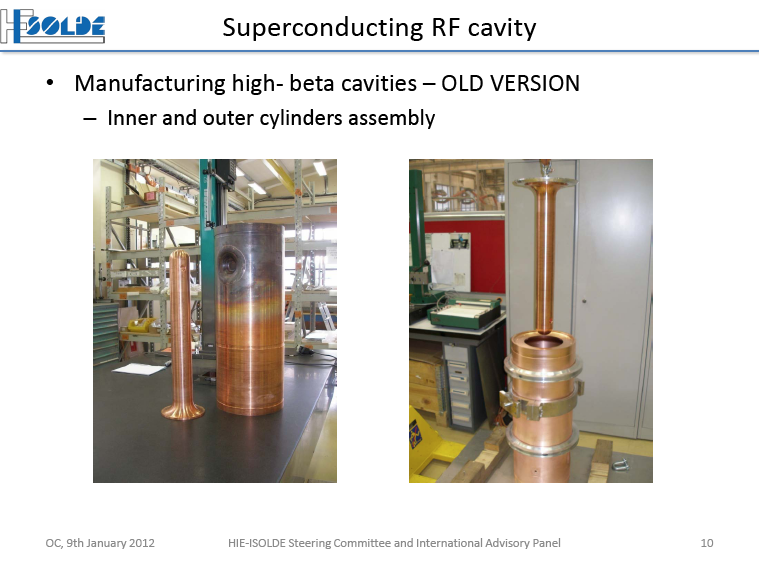 HE ISOLDE
Superconducting RF cavity
• Manufacturing high- beta cavities – OLD VERSION
– Inner and outer cylinders assembly
OC, 9th January 2012
HIE-ISOLDE Steering Committee and International Advisory Panel
10